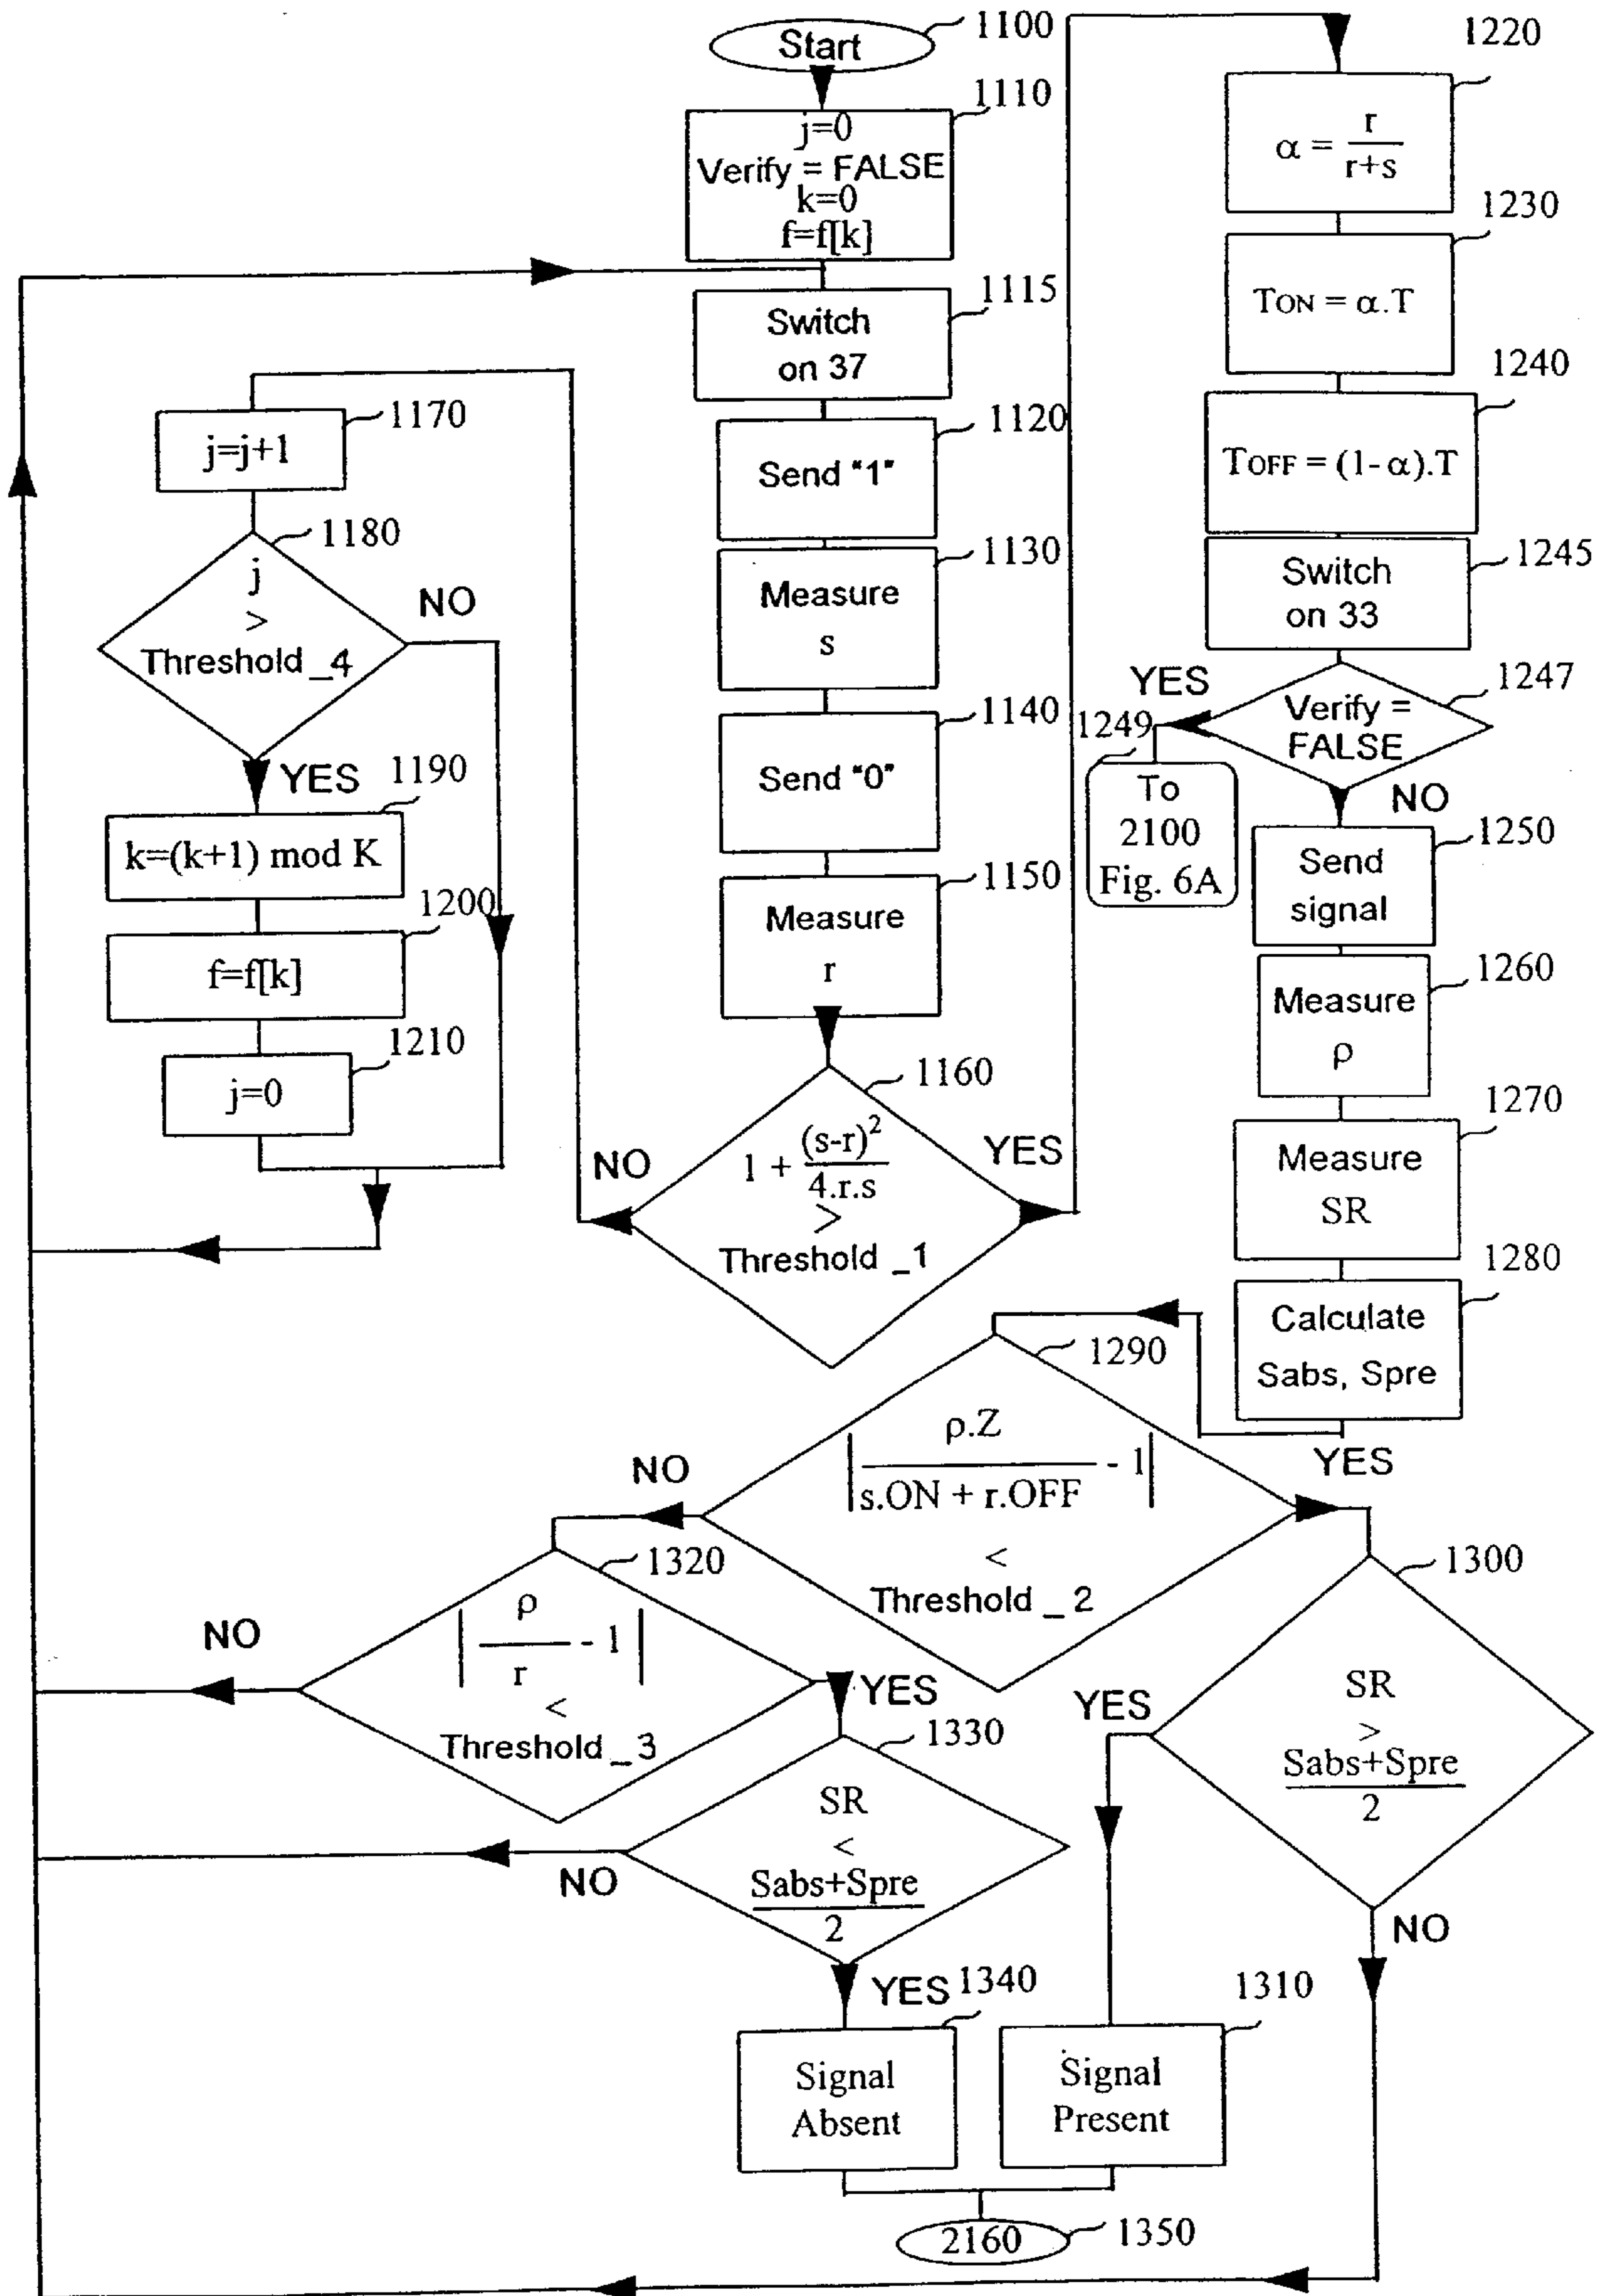 Start
1100
1110
j=0
Verify = FALSE
k=0
f=f[k]
1115
Switch
on 37
1120
Send "1"
1130
Measure
s
1140
Send "0"
1150
Measure
r
1160
1 + (s-r)²
4.r.s
>
Threshold _1
NO
YES
1170
j=j+1
1180
j
>
Threshold _4
NO
YES
1190
k=(k+1) mod K
1200
f=f[k]
1210
j=0
1220
α = r
r+s
1230
TON = α.T
1240
TOFF = (1-α).T
1245
Switch
on 33
1247
Verify =
FALSE
YES
NO
1249
To
2100
Fig. 6A
1250
Send
signal
1260
Measure
ρ
1270
Measure
SR
1280
Calculate
Sabs, Spre
1290
| ρ.Z
s.ON + r.OFF - 1|
<
Threshold _ 2
NO
YES
1300
SR
>
Sabs+Spre
2
YES
NO
1310
Signal
Present
1320
| ρ
r - 1 |
<
Threshold _ 3
NO
YES
1330
SR
<
Sabs+Spre
2
NO
YES
1340
Signal
Absent
2160
1350